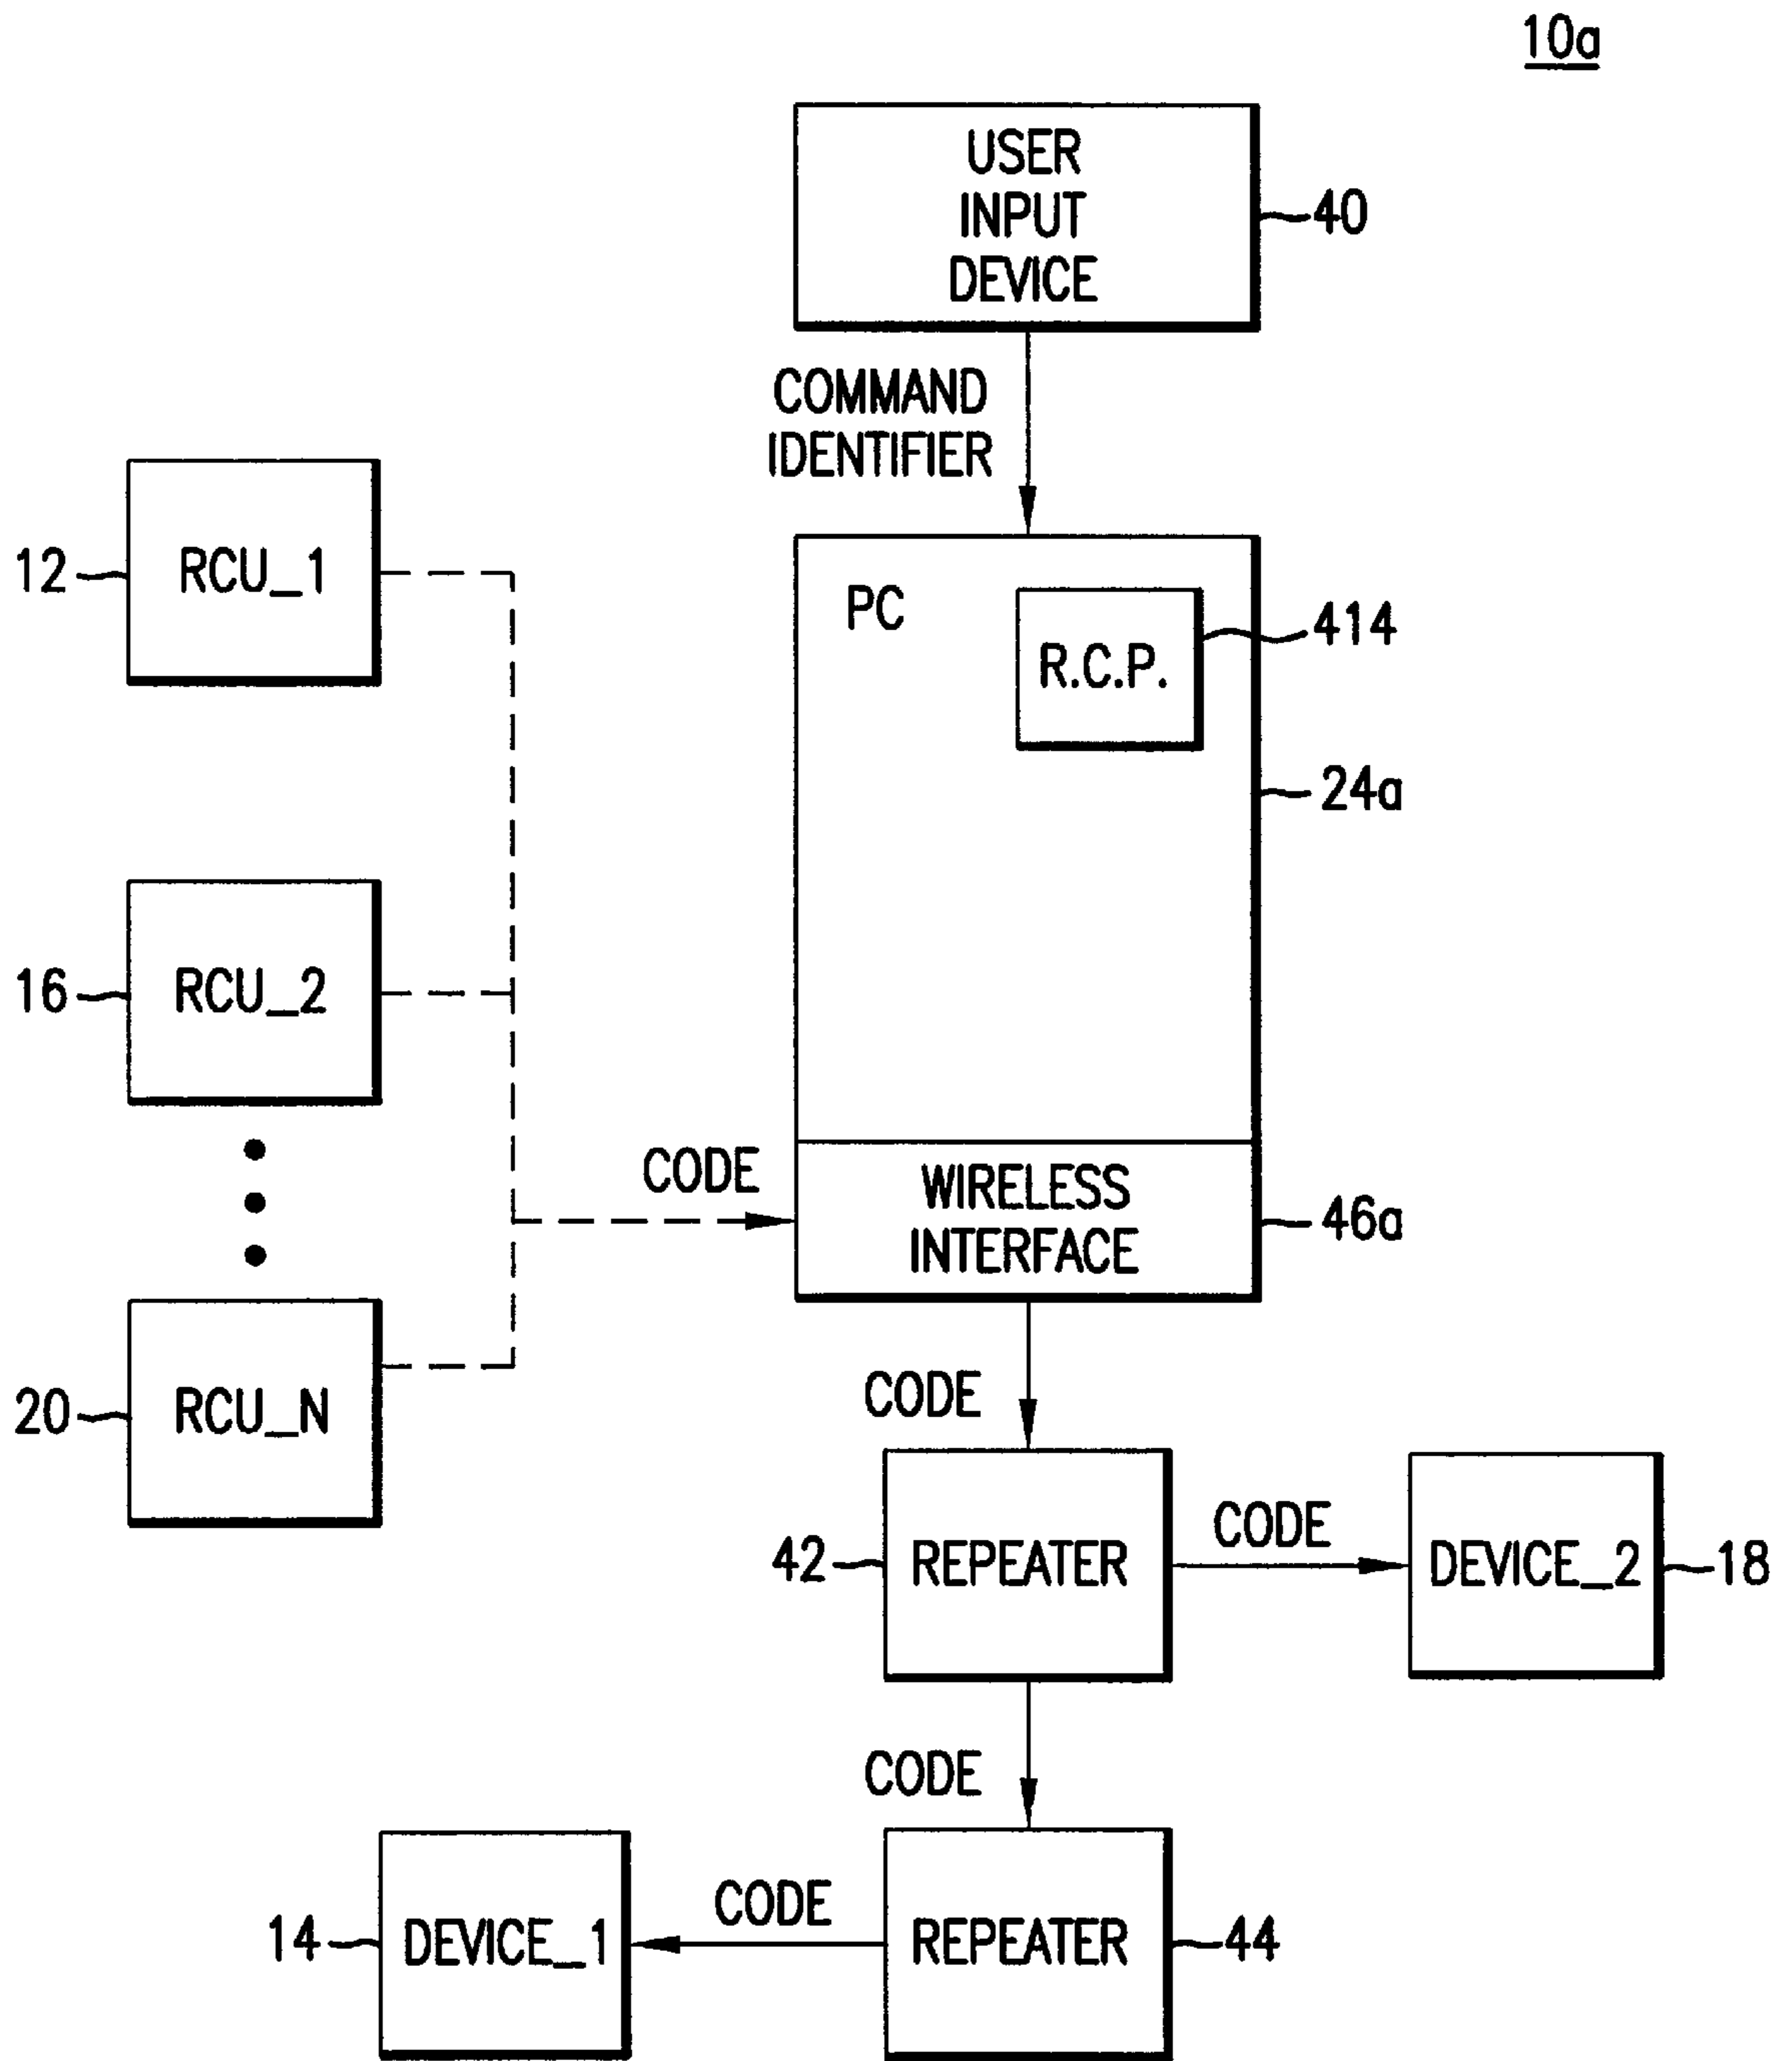 10a
USER
INPUT
DEVICE
40
COMMAND
IDENTIFIER
12
RCU_1
PC
R.C.P.
414
24a
16
RCU_2
CODE
WIRELESS
INTERFACE
46a
20
RCU_N
CODE
42
REPEATER
CODE
DEVICE_2
18
CODE
14
DEVICE_1
CODE
REPEATER
44